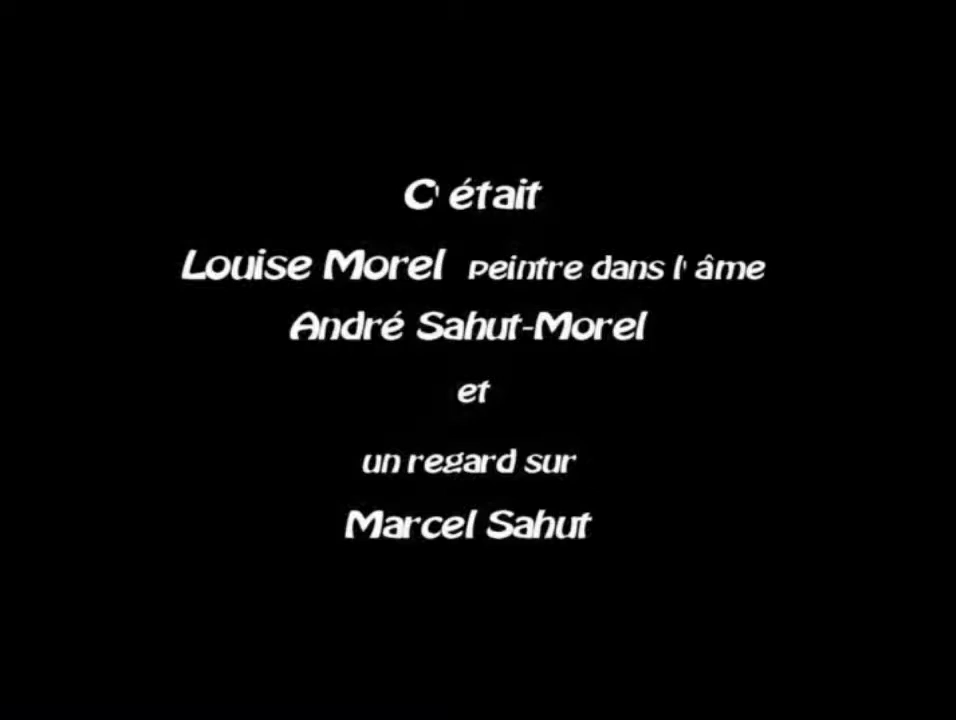 C' était
Louise Morel peintre dans l' âme
André Sahut-Morel
et
un regard sur
Marcel Sahut